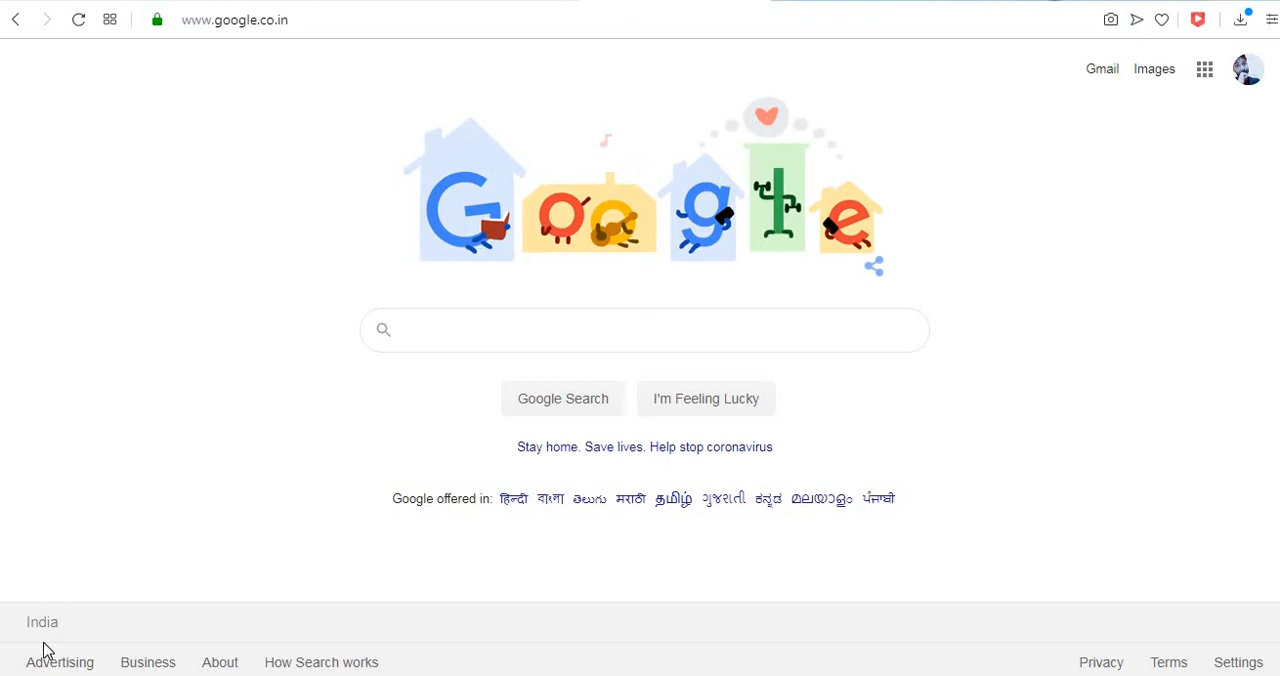 www.google.co.in
Gmail Images
Google
Google Search I'm Feeling Lucky
Stay home. Save lives. Help stop coronavirus
Google offered in: हिन्दी বাংলা తెలుగు मराठी தமிழ் ગુજરાતી ಕನ್ನಡ മലയാളം ਪੰਜਾਬੀ
India
Advertising Business About How Search works Privacy Terms Settings